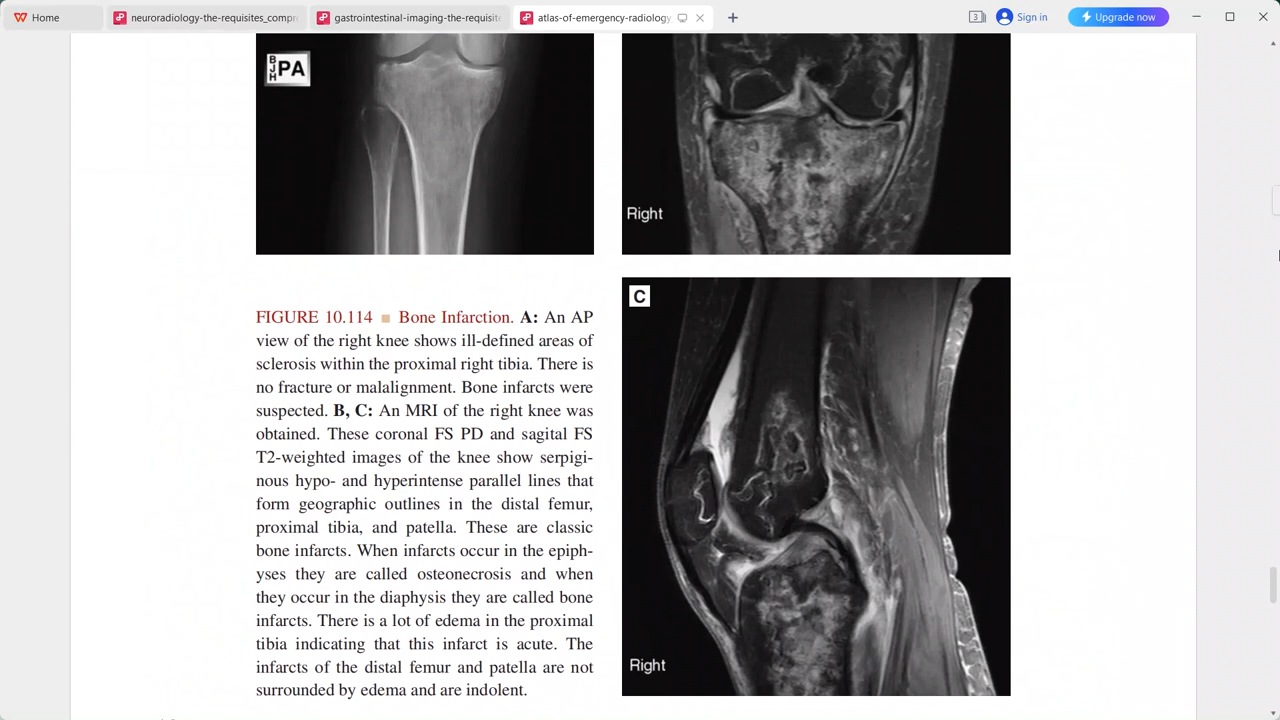 Home
neuroradiology-the-requisites_compre
gastrointestinal-imaging-the-requisite
atlas-of-emergency-radiology
3
Sign in
Upgrade now
BJH PA
Right
C
FIGURE 10.114 ■ Bone Infarction. A: An AP
view of the right knee shows ill-defined areas of
sclerosis within the proximal right tibia. There is
no fracture or malalignment. Bone infarcts were
suspected. B, C: An MRI of the right knee was
obtained. These coronal FS PD and sagital FS
T2-weighted images of the knee show serpigi-
nous hypo- and hyperintense parallel lines that
form geographic outlines in the distal femur,
proximal tibia, and patella. These are classic
bone infarcts. When infarcts occur in the epiph-
yses they are called osteonecrosis and when
they occur in the diaphysis they are called bone
infarcts. There is a lot of edema in the proximal
tibia indicating that this infarct is acute. The
infarcts of the distal femur and patella are not
surrounded by edema and are indolent.
Right